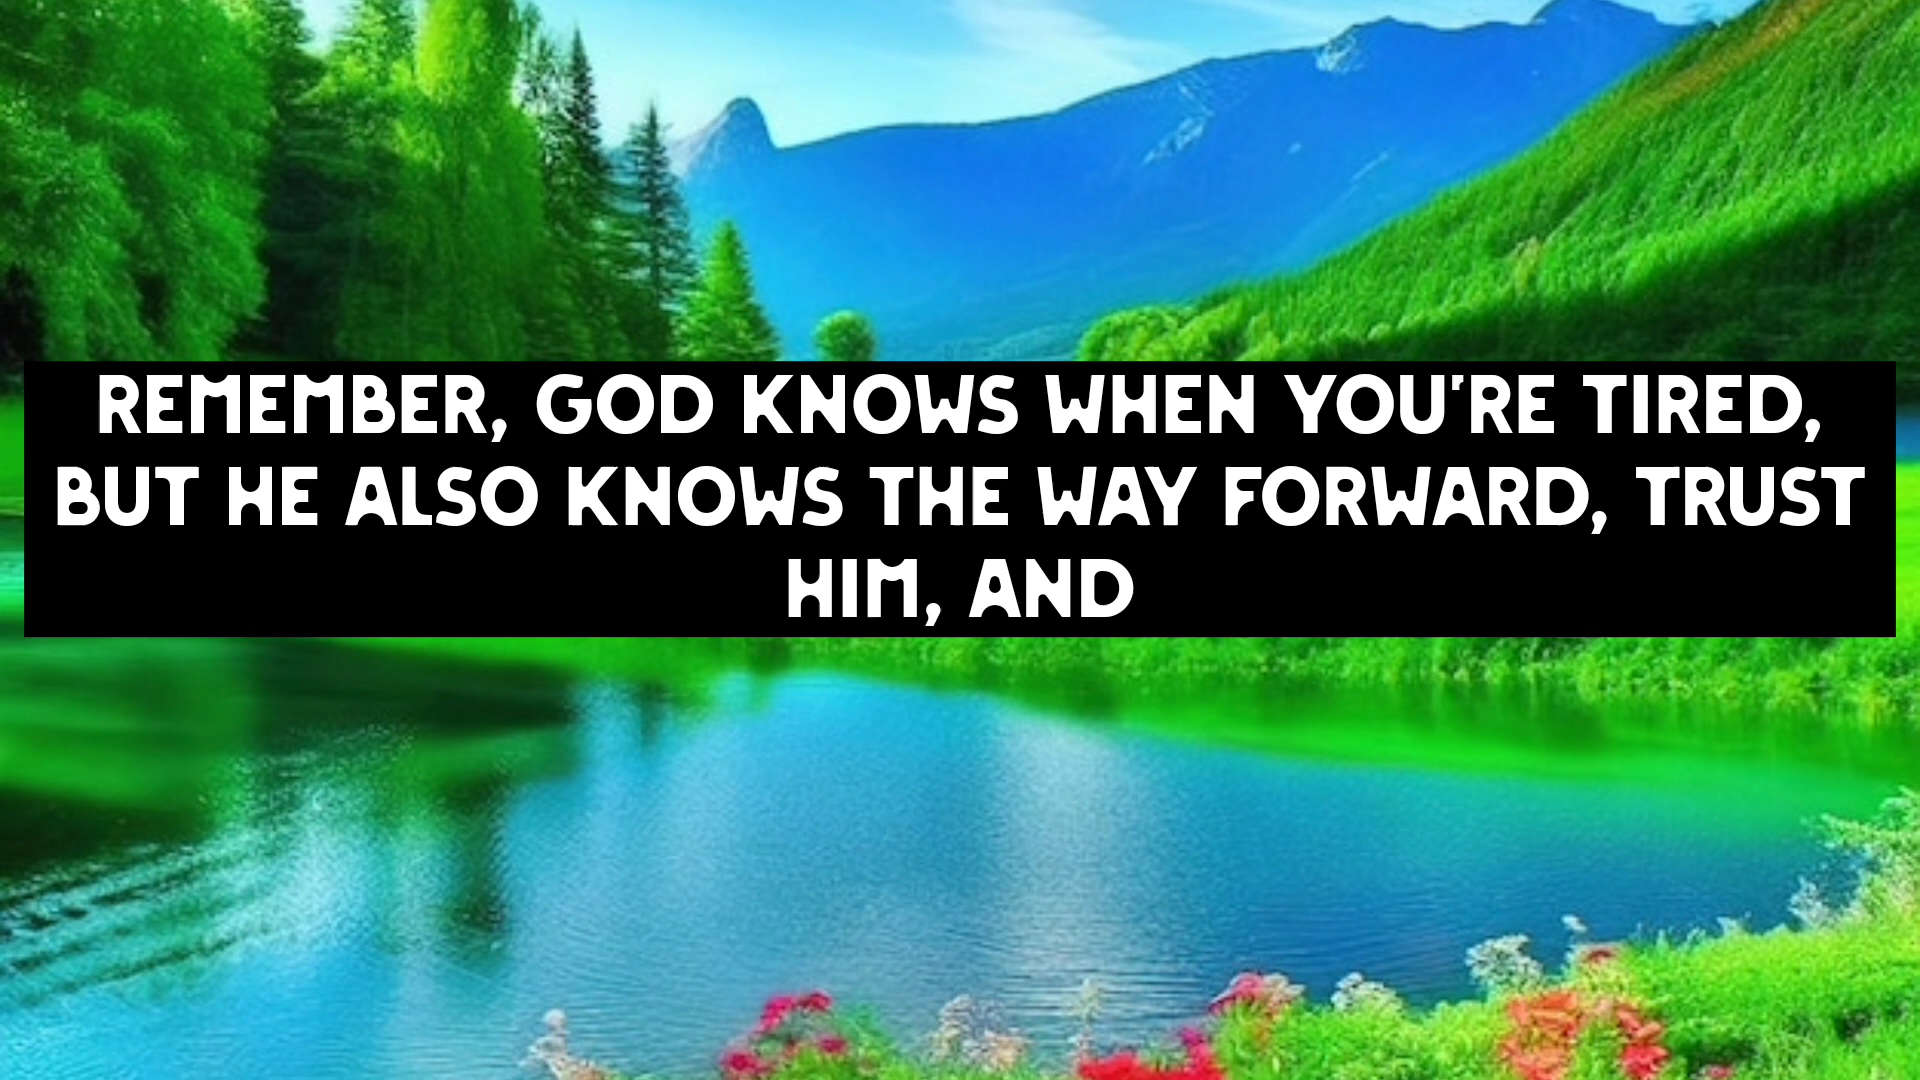 REMEMBER, GOD KNOWS WHEN YOU'RE TIRED,
BUT HE ALSO KNOWS THE WAY FORWARD, TRUST
HIM, AND